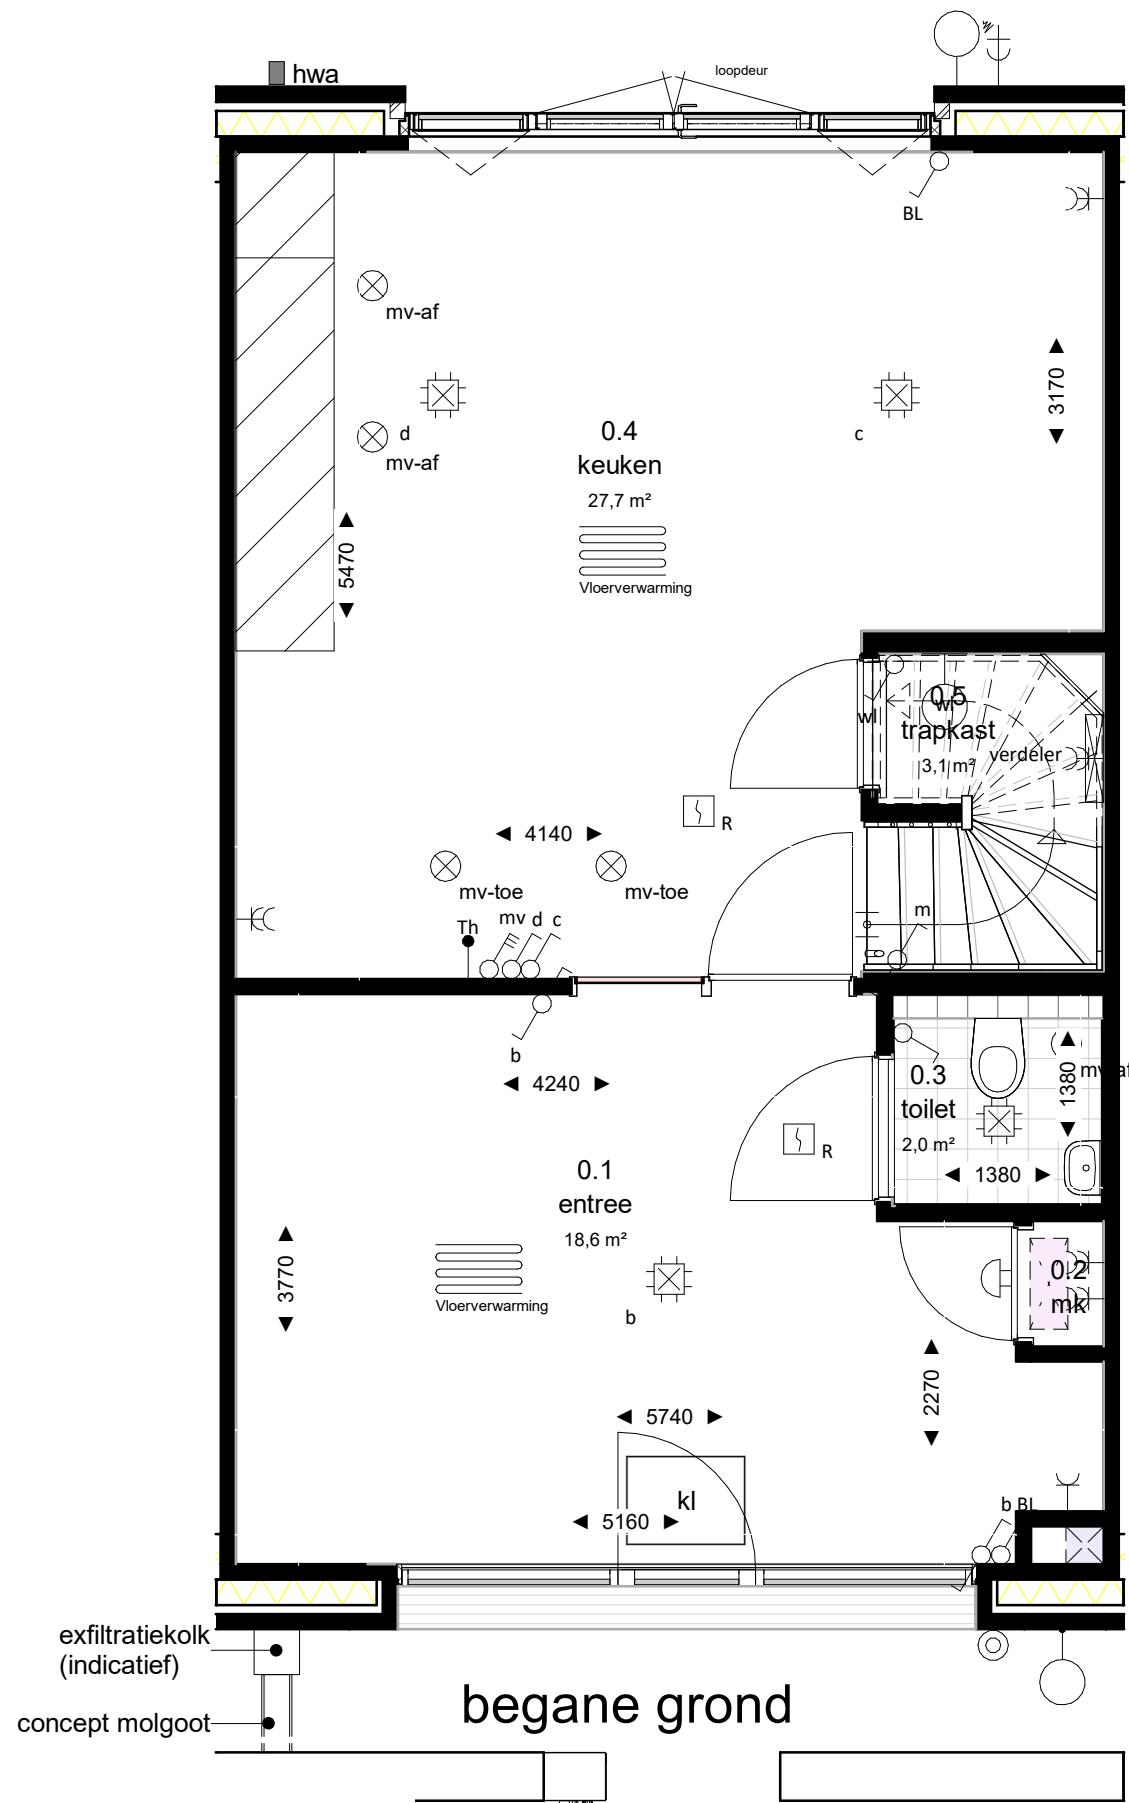 loopdeur
hwa
BL
mv-af
3170
d
mv-af
c
0.4
keuken
27,7 m²
5470
Vloerverwarming
0.5
wl
wl
trapkast
verdeler
3,1 m²
R
4140
mv-toe
mv-toe
m
Th
mv
d
c
b
4240
0.3
toilet
2,0 m²
1380
1380
R
0.1
entree
18,6 m²
3770
Vloerverwarming
b
0.2
mk
2270
5740
kl
5160
b
BL
exfiltratiekolk
(indicatief)
concept molgoot
begane grond